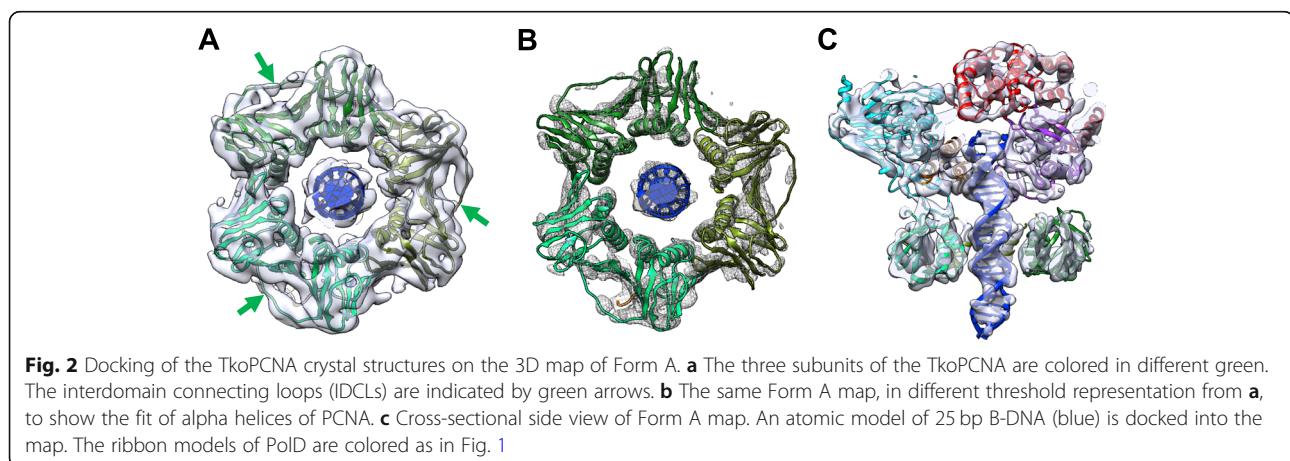 A B C
Fig. 2 Docking of the TkoPCNA crystal structures on the 3D map of Form A. a The three subunits of the TkoPCNA are colored in different green.
The interdomain connecting loops (IDCLs) are indicated by green arrows. b The same Form A map, in different threshold representation from a,
to show the fit of alpha helices of PCNA. c Cross-sectional side view of Form A map. An atomic model of 25 bp B-DNA (blue) is docked into the
map. The ribbon models of PolD are colored as in Fig. 1